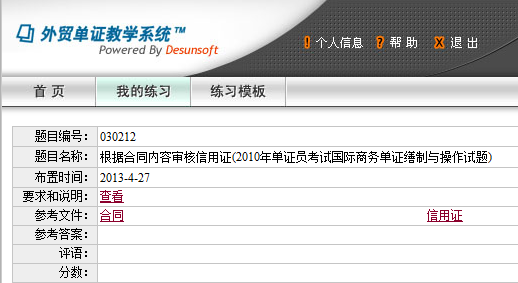 外贸单证教学系统™
Powered By Desunsoft
! 个人信息 ? 帮 助 X 退 出
首 页 我的练习 练习模板
题目编号： 030212
题目名称： 根据合同内容审核信用证(2010年单证员考试国际商务单证缮制与操作试题)
布置时间： 2013-4-27
要求和说明： 查看
参考文件： 合同 信用证
参考答案：
评语：
分数：